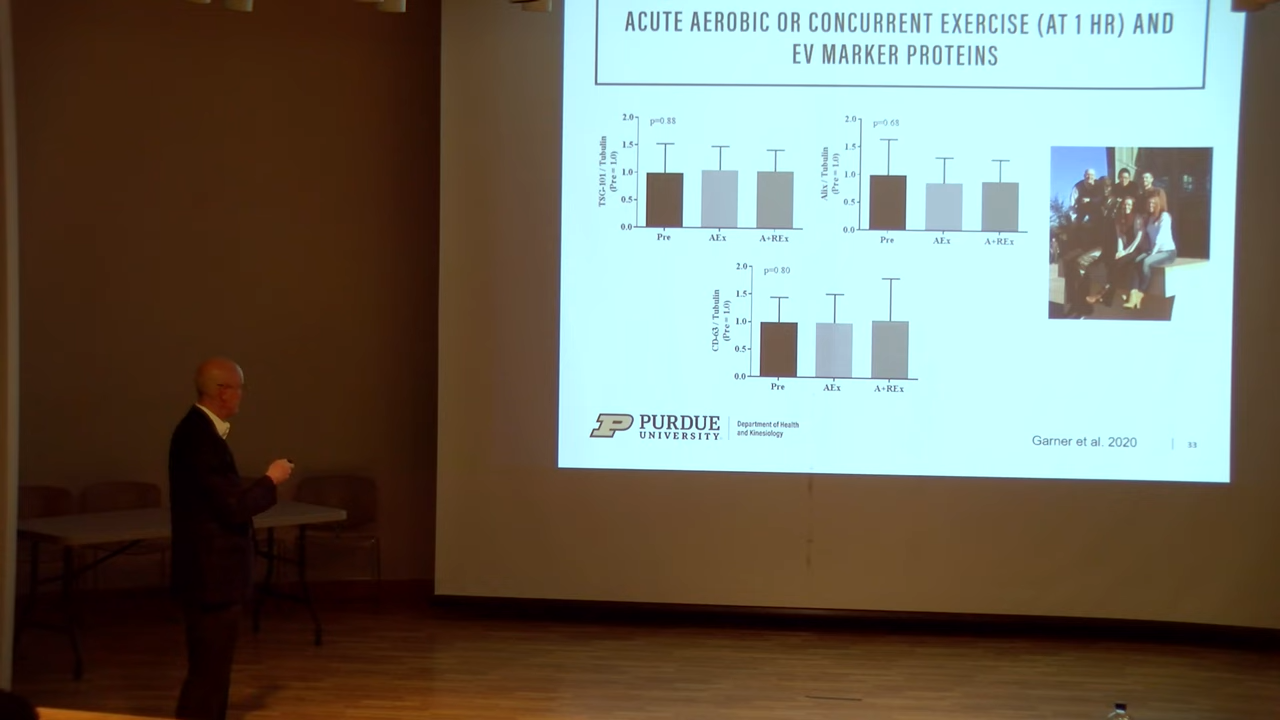 ACUTE AEROBIC OR CONCURRENT EXERCISE (AT 1 HR) AND
EV MARKER PROTEINS
TSG-101 / Tubulin
(Pre = 1.0)
2.0
1.5
1.0
0.5
0.0
p=0.88
Pre
AEx
A+REx
Alix / Tubulin
(Pre = 1.0)
2.0
1.5
1.0
0.5
0.0
p=0.68
Pre
AEx
A+REx
CD-63 / Tubulin
(Pre = 1.0)
2.0
1.5
1.0
0.5
0.0
p=0.80
Pre
AEx
A+REx
PURDUE
UNIVERSITY
Department of Health
and Kinesiology
Garner et al. 2020
33